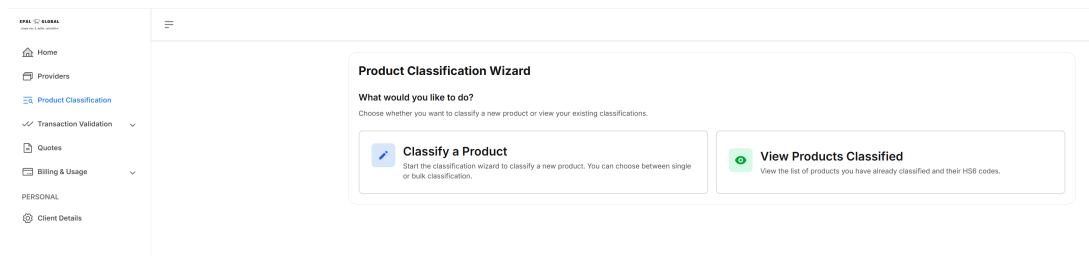 EPAL GLOBAL
Home
Providers
Product Classification
Transaction Validation
Quotes
Billing & Usage
PERSONAL
Client Details
Product Classification Wizard
What would you like to do?
Choose whether you want to classify a new product or view your existing classifications.
Classify a Product
Start the classification wizard to classify a new product. You can choose between single
or bulk classification.
View Products Classified
View the list of products you have already classified and their HS6 codes.